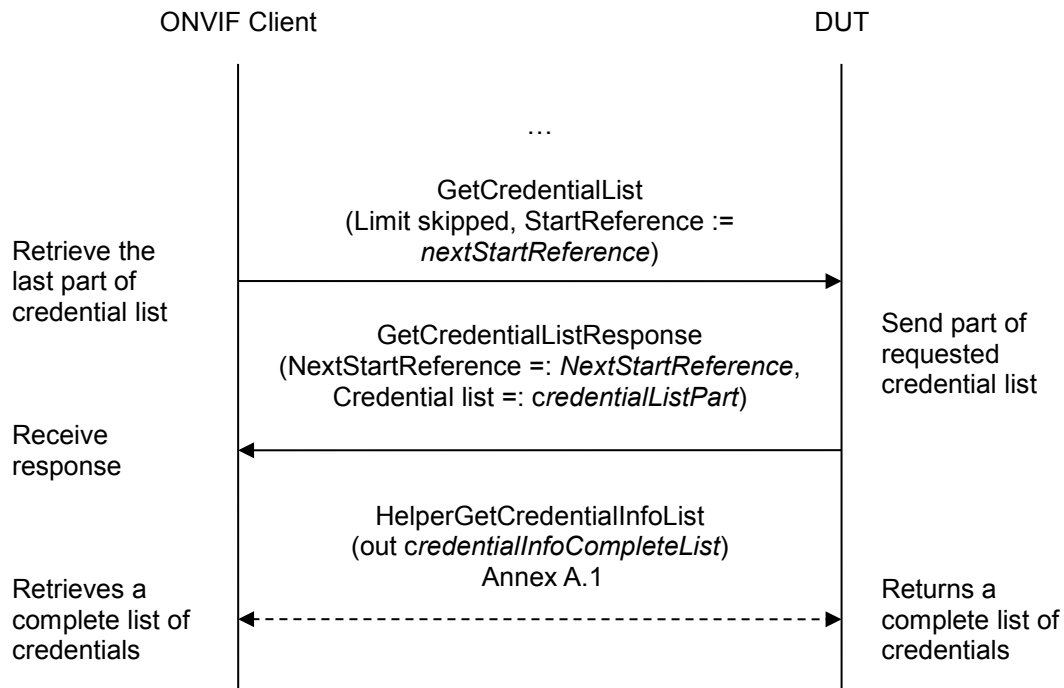 ONVIF Client
DUT
…
GetCredentialList
(Limit skipped, StartReference :=
nextStartReference)
Retrieve the
last part of
credential list
GetCredentialListResponse
(NextStartReference =: NextStartReference,
Credential list =: credentialListPart)
Send part of
requested
credential list
Receive
response
HelperGetCredentialInfoList
(out credentialInfoCompleteList)
Annex A.1
Retrieves a
complete list of
credentials
Returns a
complete list of
credentials